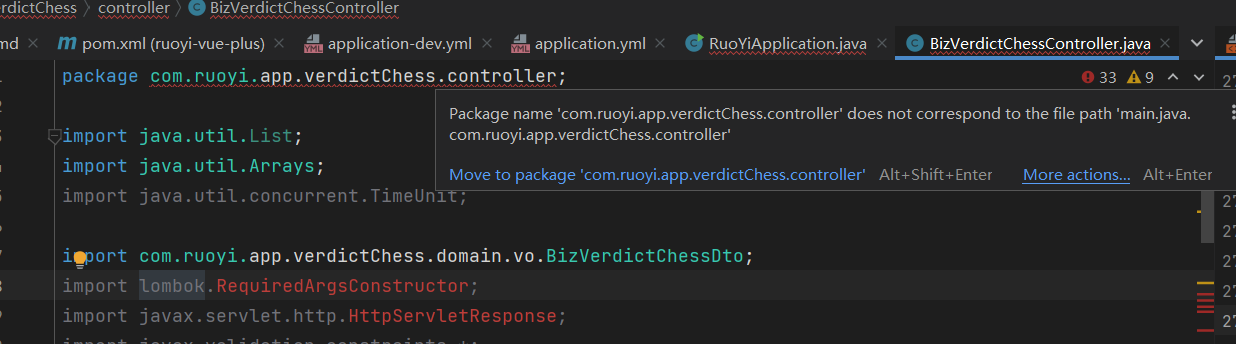 rdictChess > controller > BizVerdictChessController
md × pom.xml (ruoyi-vue-plus) × application-dev.yml × application.yml × RuoYiApplication.java × BizVerdictChessController.java ×
package com.ruoyi.app.verdictChess.controller; 33 9
Package name 'com.ruoyi.app.verdictChess.controller' does not correspond to the file path 'main.java.
com.ruoyi.app.verdictChess.controller'
import java.util.List;
import java.util.Arrays;
Move to package 'com.ruoyi.app.verdictChess.controller' Alt+Shift+Enter More actions... Alt+Enter
import java.util.concurrent.TimeUnit;
import com.ruoyi.app.verdictChess.domain.vo.BizVerdictChessDto;
import lombok.RequiredArgsConstructor;
import javax.servlet.http.HttpServletResponse;
import javax.validation.constraints.*;